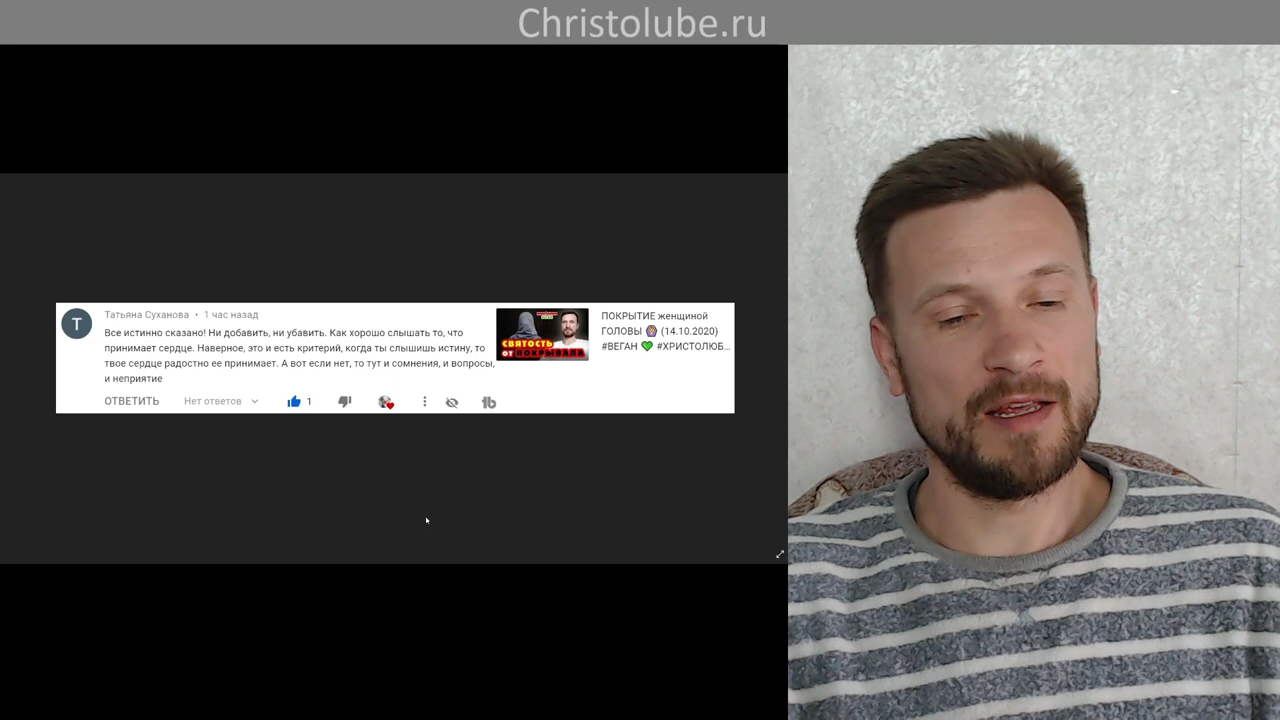 Christolube.ru
Татьяна Суханова • 1 час назад
Все истинно сказано! Ни добавить, ни убавить. Как хорошо слышать то, что
принимает сердце. Наверное, это и есть критерий, когда ты слышишь истину, то
твое сердце радостно ее принимает. А вот если нет, то тут и сомнения, и вопросы,
и неприятие
ОТВЕТИТЬ Нет ответов 1
Т
СВЯТОСТЬ
ОТ ПОКРЫВАЛА
ПОКРЫТИЕ женщиной
ГОЛОВЫ 🙆 (14.10.2020)
#ВЕГАН 💚 #ХРИСТОЛЮБ...